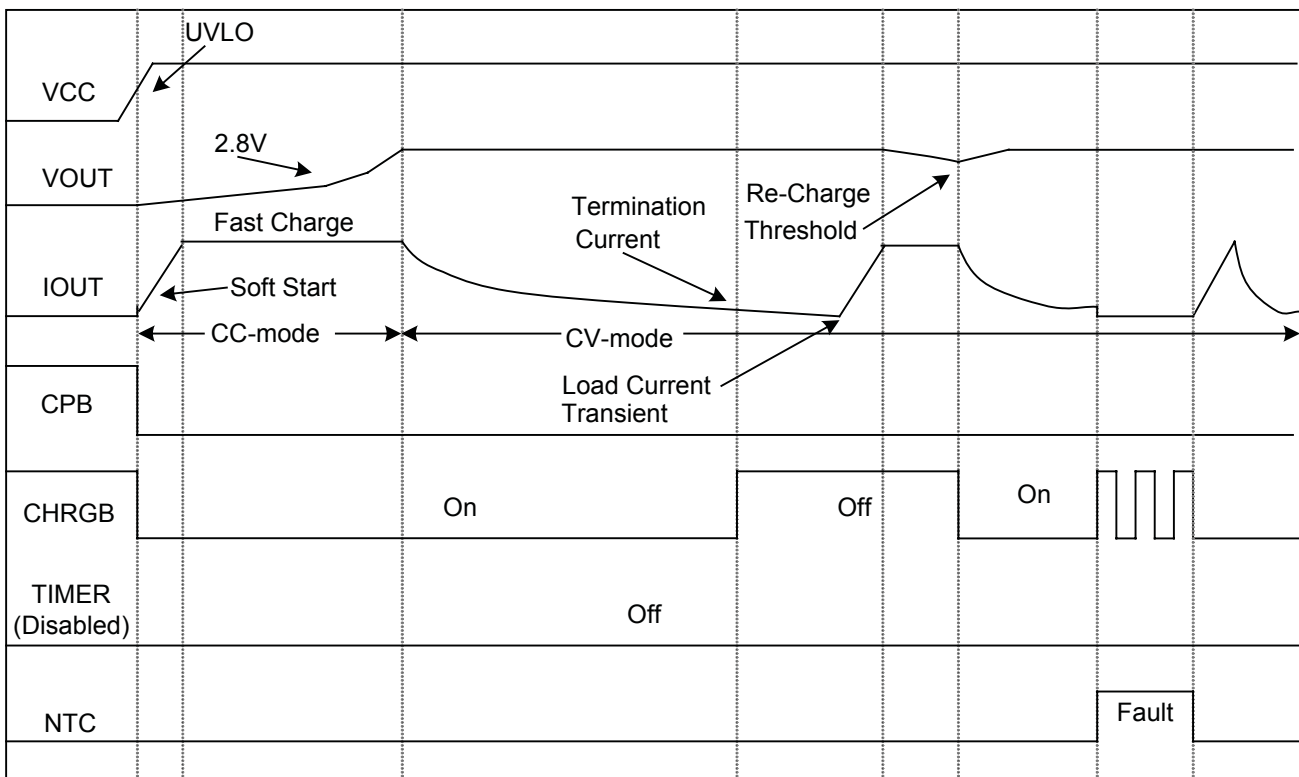 UVLO
VCC
2.8V
VOUT
Re-Charge
Threshold
Termination
Current
Fast Charge
IOUT
Soft Start
CC-mode
CV-mode
Load Current
Transient
CPB
CHRGB
On
Off
On
TIMER
(Disabled)
Off
NTC
Fault